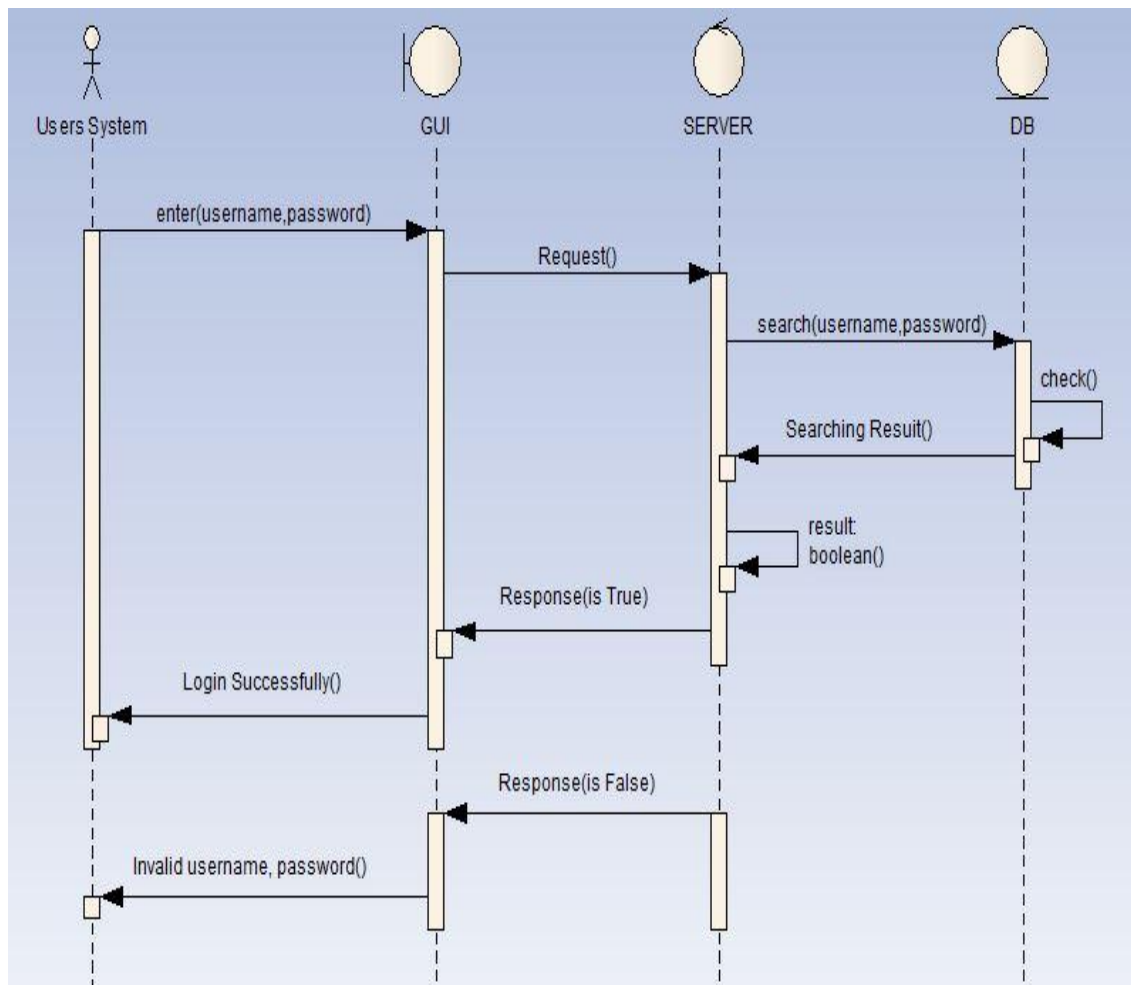 Users System
GUI
SERVER
DB
enter(username,password)
Request()
search(username,password)
check()
Searching Resuit()
result:
boolean()
Response(is True)
Login Successfully()
Response(is False)
Invalid username, password()